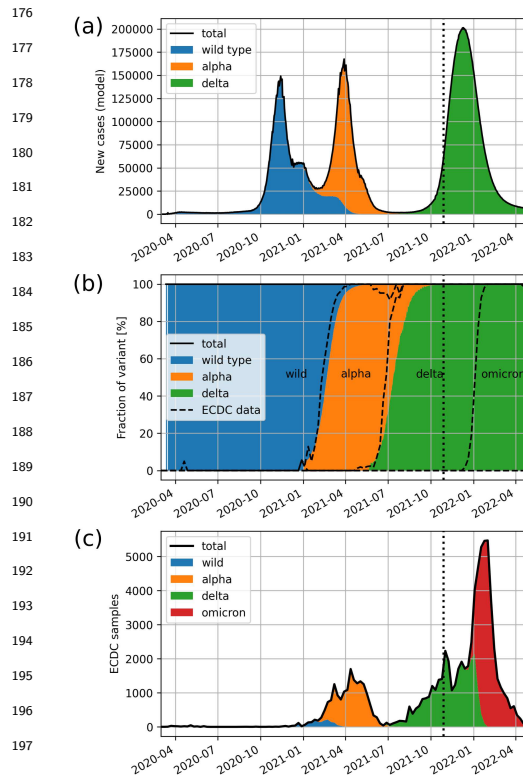 176
177
178
179
180
181
182
183
184
185
186
187
188
189
190
191
192
193
194
195
196
197
(a)
total
wild type
alpha
delta
New cases (model)
200000
175000
150000
125000
100000
75000
50000
25000
0
2020-04
2020-07
2020-10
2021-01
2021-04
2021-07
2021-10
2022-01
2022-04
(b)
total
wild type
alpha
delta
ECDC data
wild
alpha
delta
omicron
Fraction of variant [%]
100
80
60
40
20
0
2020-04
2020-07
2020-10
2021-01
2021-04
2021-07
2021-10
2022-01
2022-04
(c)
total
wild
alpha
delta
omicron
ECDC samples
5000
4000
3000
2000
1000
0
2020-04
2020-07
2020-10
2021-01
2021-04
2021-07
2021-10
2022-01
2022-04